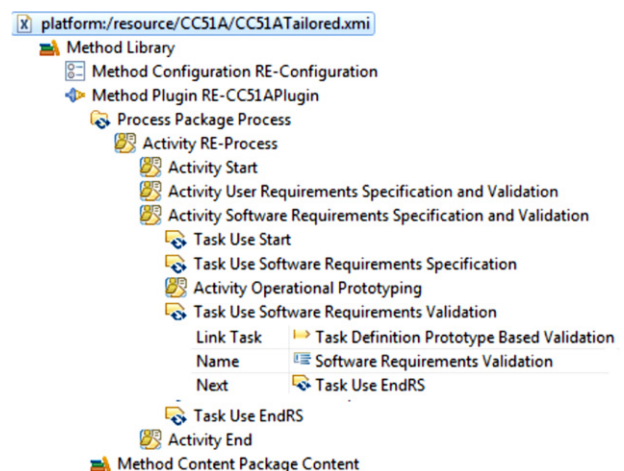 platform:/resource/CC51A/CC51ATailored.xmi
Method Library
Method Configuration RE-Configuration
Method Plugin RE-CC51APlugin
Process Package Process
Activity RE-Process
Activity Start
Activity User Requirements Specification and Validation
Activity Software Requirements Specification and Validation
Task Use Start
Task Use Software Requirements Specification
Activity Operational Prototyping
Task Use Software Requirements Validation
Link Task Task Definition Prototype Based Validation
Name Software Requirements Validation
Next Task Use EndRS
Task Use EndRS
Activity End
Method Content Package Content